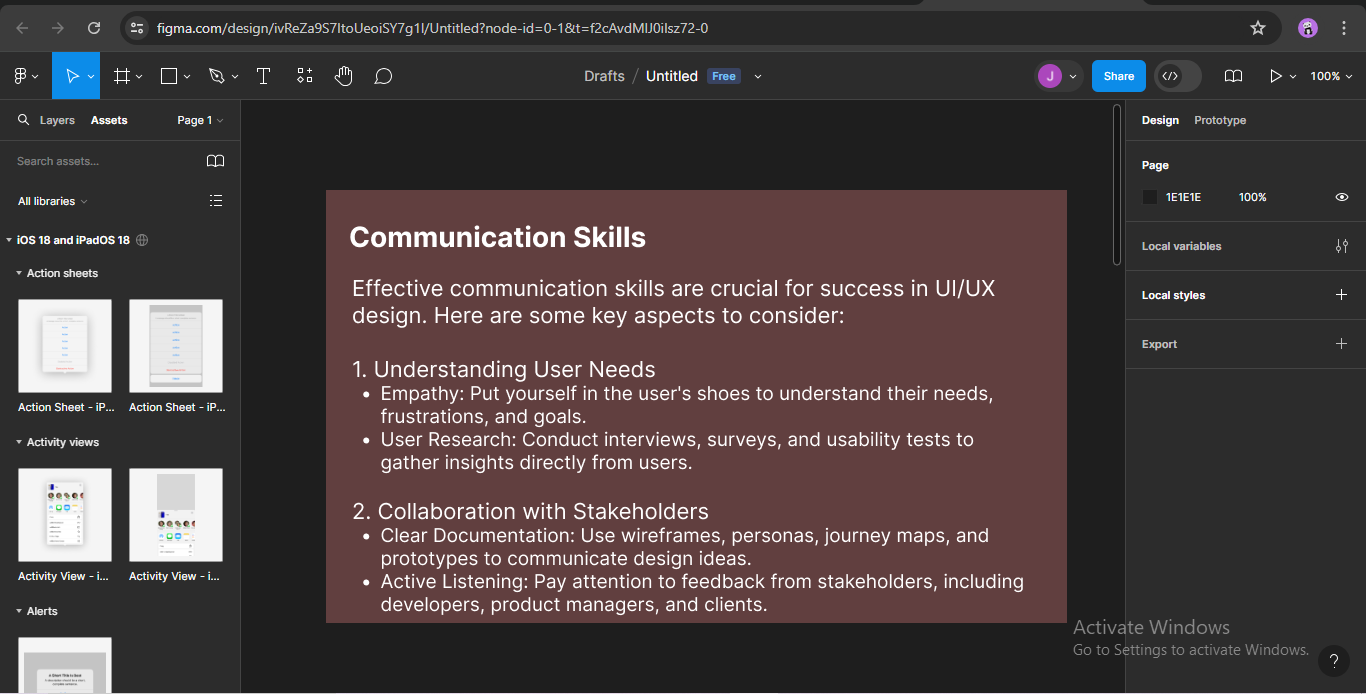 figma.com/design/ivReZa9S7ItoUeoiSY7g1I/Untitled?node-id=0-1&t=f2cAvdMIJ0iIsz72-0
T
Drafts / Untitled Free
J
Share
100%
Layers Assets Page 1
Design Prototype
Search assets...
Page
All libraries
1E1E1E 100%
iOS 18 and iPadOS 18
Local variables
Action sheets
Local styles
Export
Action Sheet - iP... Action Sheet - iP...
Activity views
Activity View - i... Activity View - i...
Alerts
Communication Skills
Effective communication skills are crucial for success in UI/UX
design. Here are some key aspects to consider:
1. Understanding User Needs
• Empathy: Put yourself in the user's shoes to understand their needs,
frustrations, and goals.
• User Research: Conduct interviews, surveys, and usability tests to
gather insights directly from users.
2. Collaboration with Stakeholders
• Clear Documentation: Use wireframes, personas, journey maps, and
prototypes to communicate design ideas.
• Active Listening: Pay attention to feedback from stakeholders, including
developers, product managers, and clients.
Activate Windows
Go to Settings to activate Windows.
?